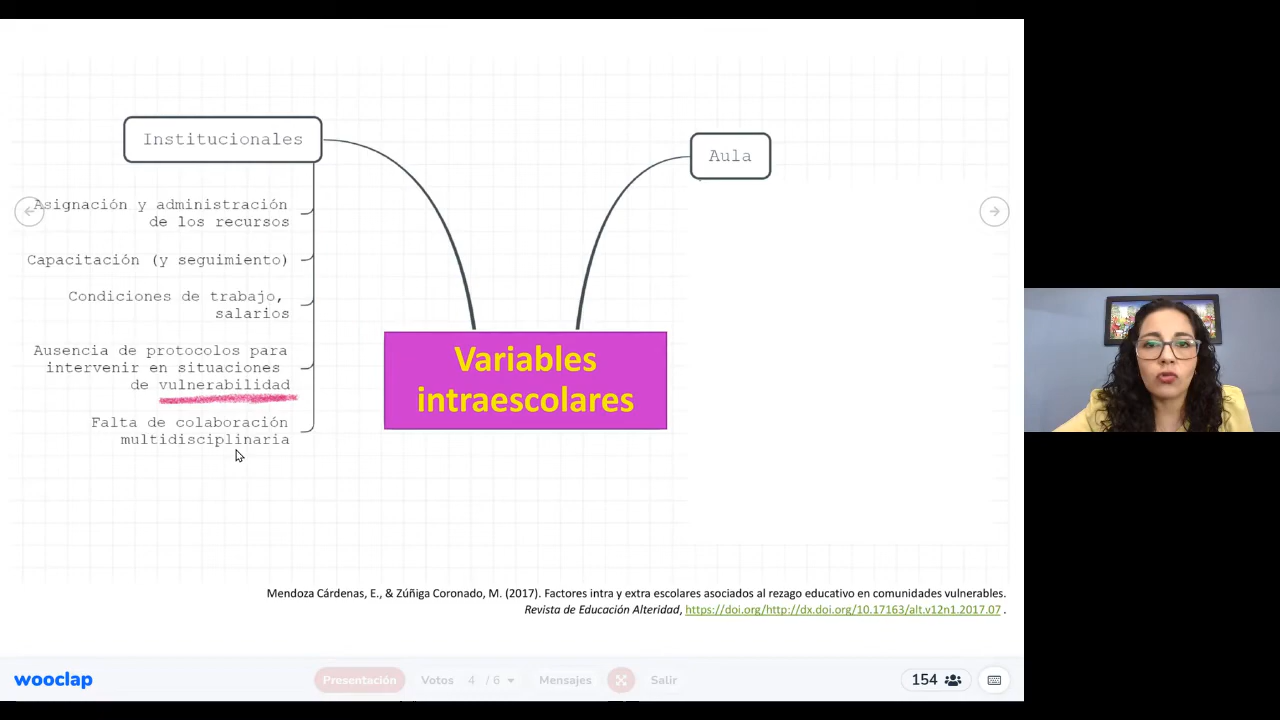 Institucionales
Asignación y administración
de los recursos
Capacitación (y seguimiento)
Condiciones de trabajo,
salarios
Ausencia de protocolos para
intervenir en situaciones
de vulnerabilidad
Falta de colaboración
multidisciplinaria
Variables
intraescolares
Aula
Mendoza Cárdenas, E., & Zúñiga Coronado, M. (2017). Factores intra y extra escolares asociados al rezago educativo en comunidades vulnerables.
Revista de Educación Alteridad, https://doi.org/http://dx.doi.org/10.17163/alt.v12n1.2017.07 .
wooclap
Presentación
Votos 4 / 6
Mensajes
Salir
154